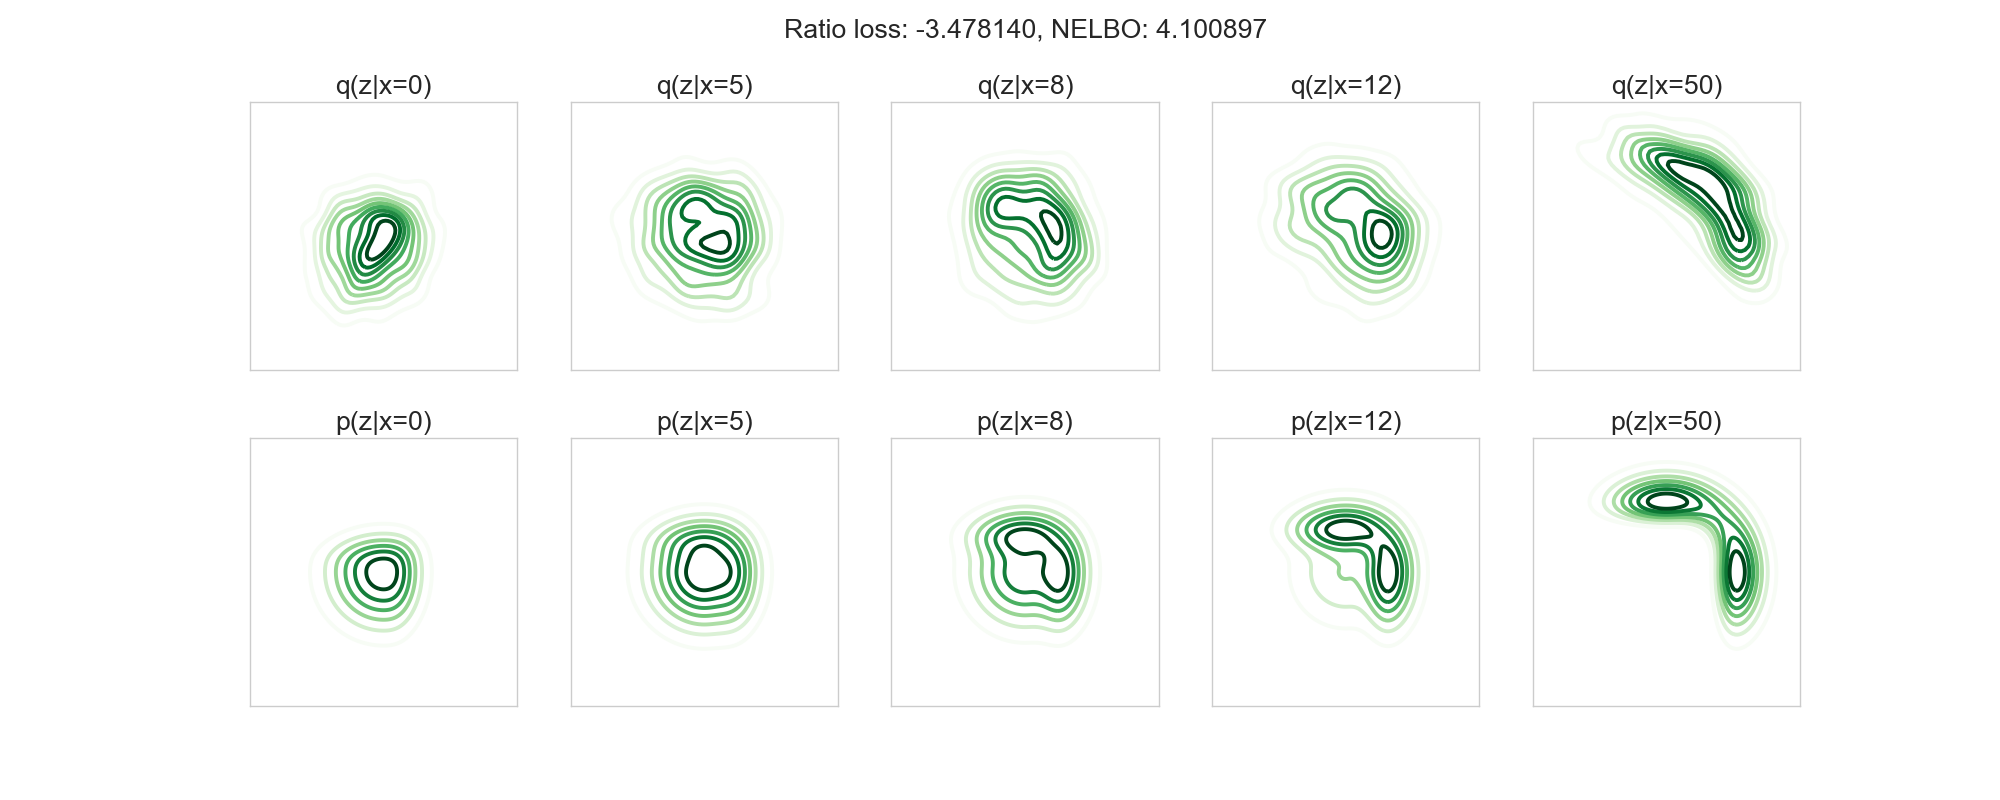 Ratio loss: -3.478140, NELBO: 4.100897
q(z|x=0) q(z|x=5) q(z|x=8) q(z|x=12) q(z|x=50)
p(z|x=0) p(z|x=5) p(z|x=8) p(z|x=12) p(z|x=50)